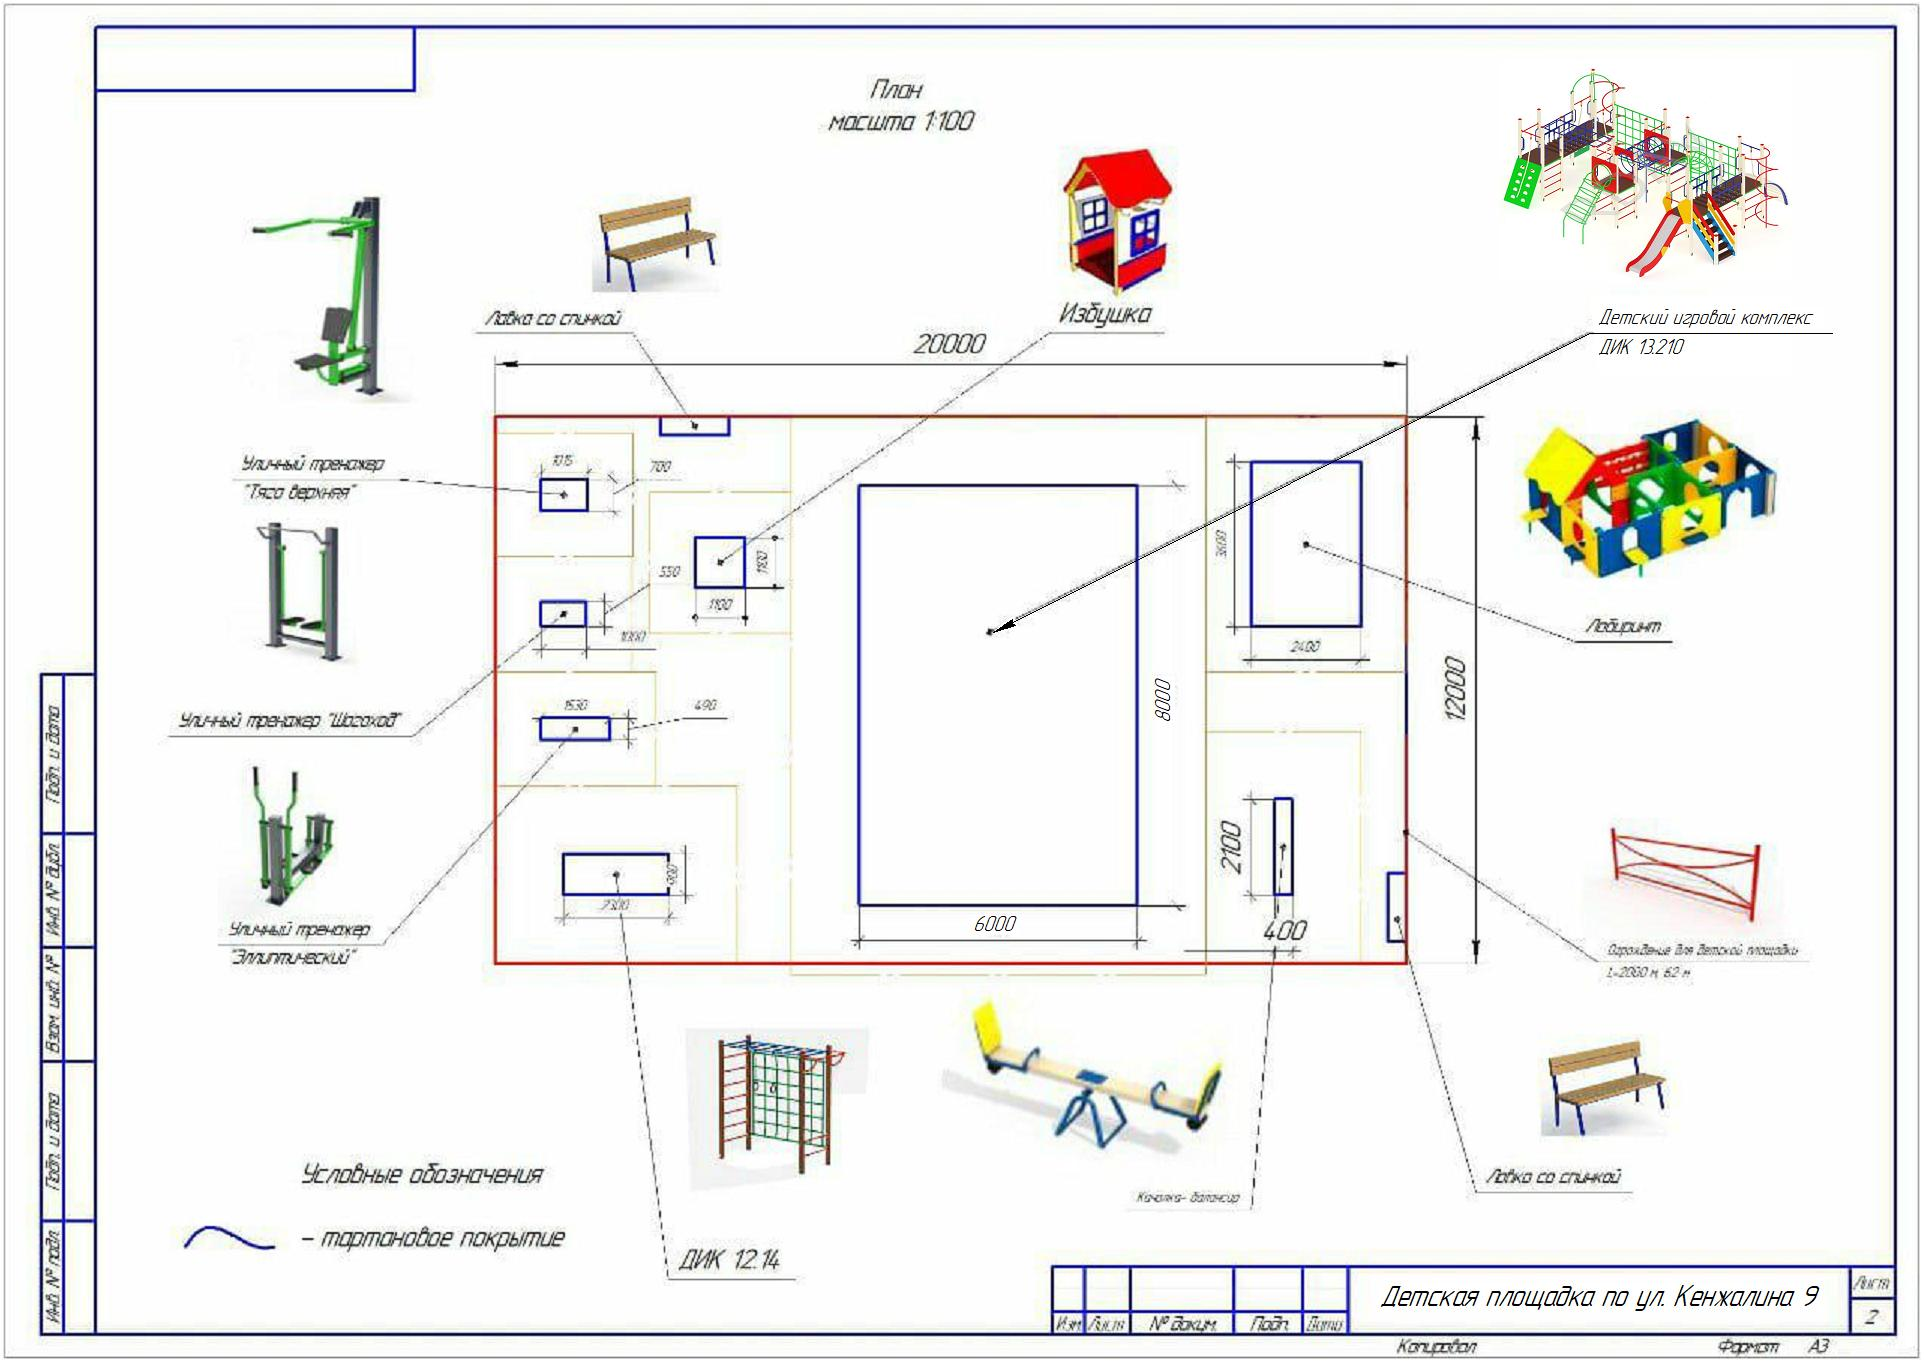 План
масшта 1:100
Лавка со спинкой
Избушка
20000
Детский игровой комплекс
ДИК 13.210
Уличный тренажер
"Тяга верхняя"
1015
700
3600
1100
550
1100
1000
2400
Лабиринт
12000
8000
Уличный тренажер "Шагоход"
1530
490
2100
900
2300
6000
400
Уличный тренажер
"Эллиптический"
Ограждение для детской площадки
L=2000 м, 62 м
Лавка со спинкой
Качалка- балансир
Условные обозначения
– тартановое покрытие
ДИК 12.14
Подп. и дата
Инв. № дубл.
Взам. инв. №
Подп. и дата
Инв. № подл.
Изм
Лист
№ докум.
Подп.
Дата
Детская площадка по ул. Кенжалина 9
Лист
2
Копировал
Формат А3